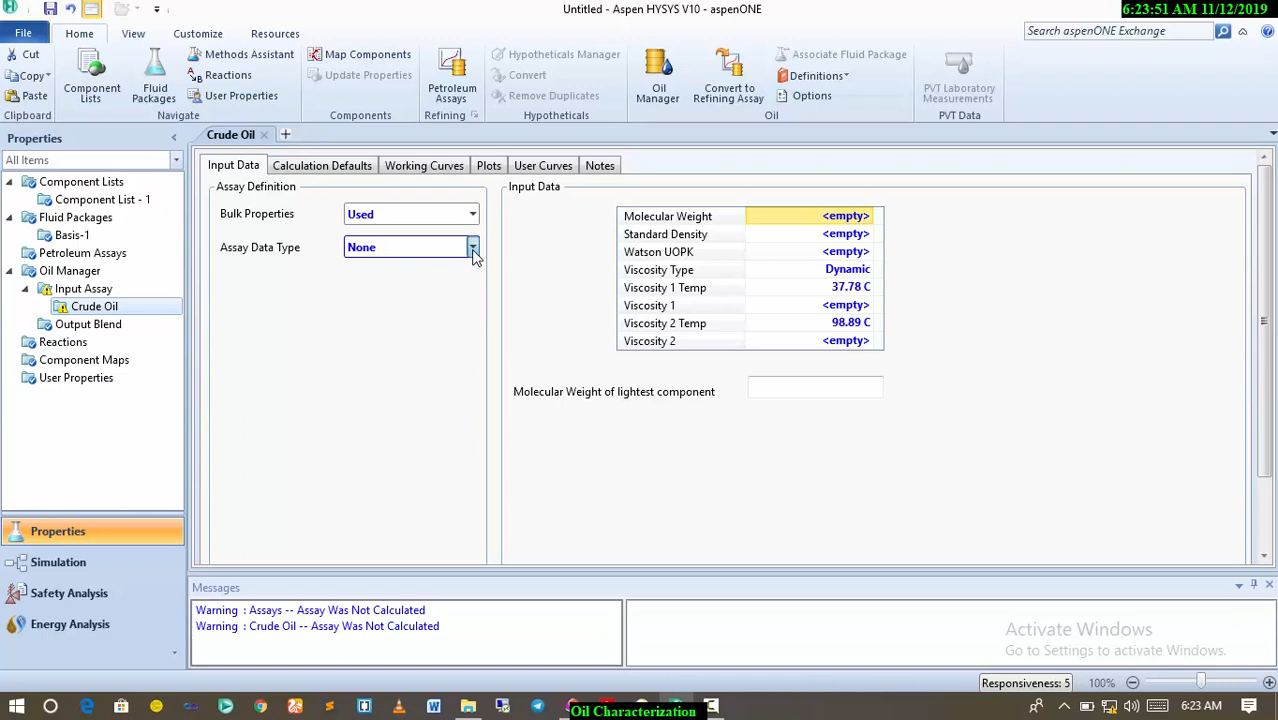 Untitled - Aspen HYSYS V10 - aspenONE
6:23:51 AM 11/12/2019
File
Home
View
Customize
Resources
Search aspenONE Exchange
Cut
Copy
Paste
Clipboard
Component Lists
Fluid Packages
Methods Assistant
Reactions
User Properties
Navigate
Map Components
Update Properties
Components
Petroleum Assays
Refining
Hypotheticals Manager
Convert
Remove Duplicates
Hypotheticals
Oil Manager
Convert to Refining Assay
Associate Fluid Package
Definitions
Options
Oil
PVT Laboratory Measurements
PVT Data
Properties
All Items
Component Lists
Component List - 1
Fluid Packages
Basis-1
Petroleum Assays
Oil Manager
Input Assay
Crude Oil
Output Blend
Reactions
Component Maps
User Properties
Properties
Simulation
Safety Analysis
Energy Analysis
Crude Oil
Input Data
Calculation Defaults
Working Curves
Plots
User Curves
Notes
Assay Definition
Bulk Properties Used
Assay Data Type None
Input Data
Molecular Weight <empty>
Standard Density <empty>
Watson UOPK <empty>
Viscosity Type Dynamic
Viscosity 1 Temp 37.78 C
Viscosity 1 <empty>
Viscosity 2 Temp 98.89 C
Viscosity 2 <empty>
Molecular Weight of lightest component
Messages
Warning : Assays -- Assay Was Not Calculated
Warning : Crude Oil -- Assay Was Not Calculated
Activate Windows
Go to Settings to activate Windows.
Responsiveness: 5
100%
Oil Characterization
6:23 AM